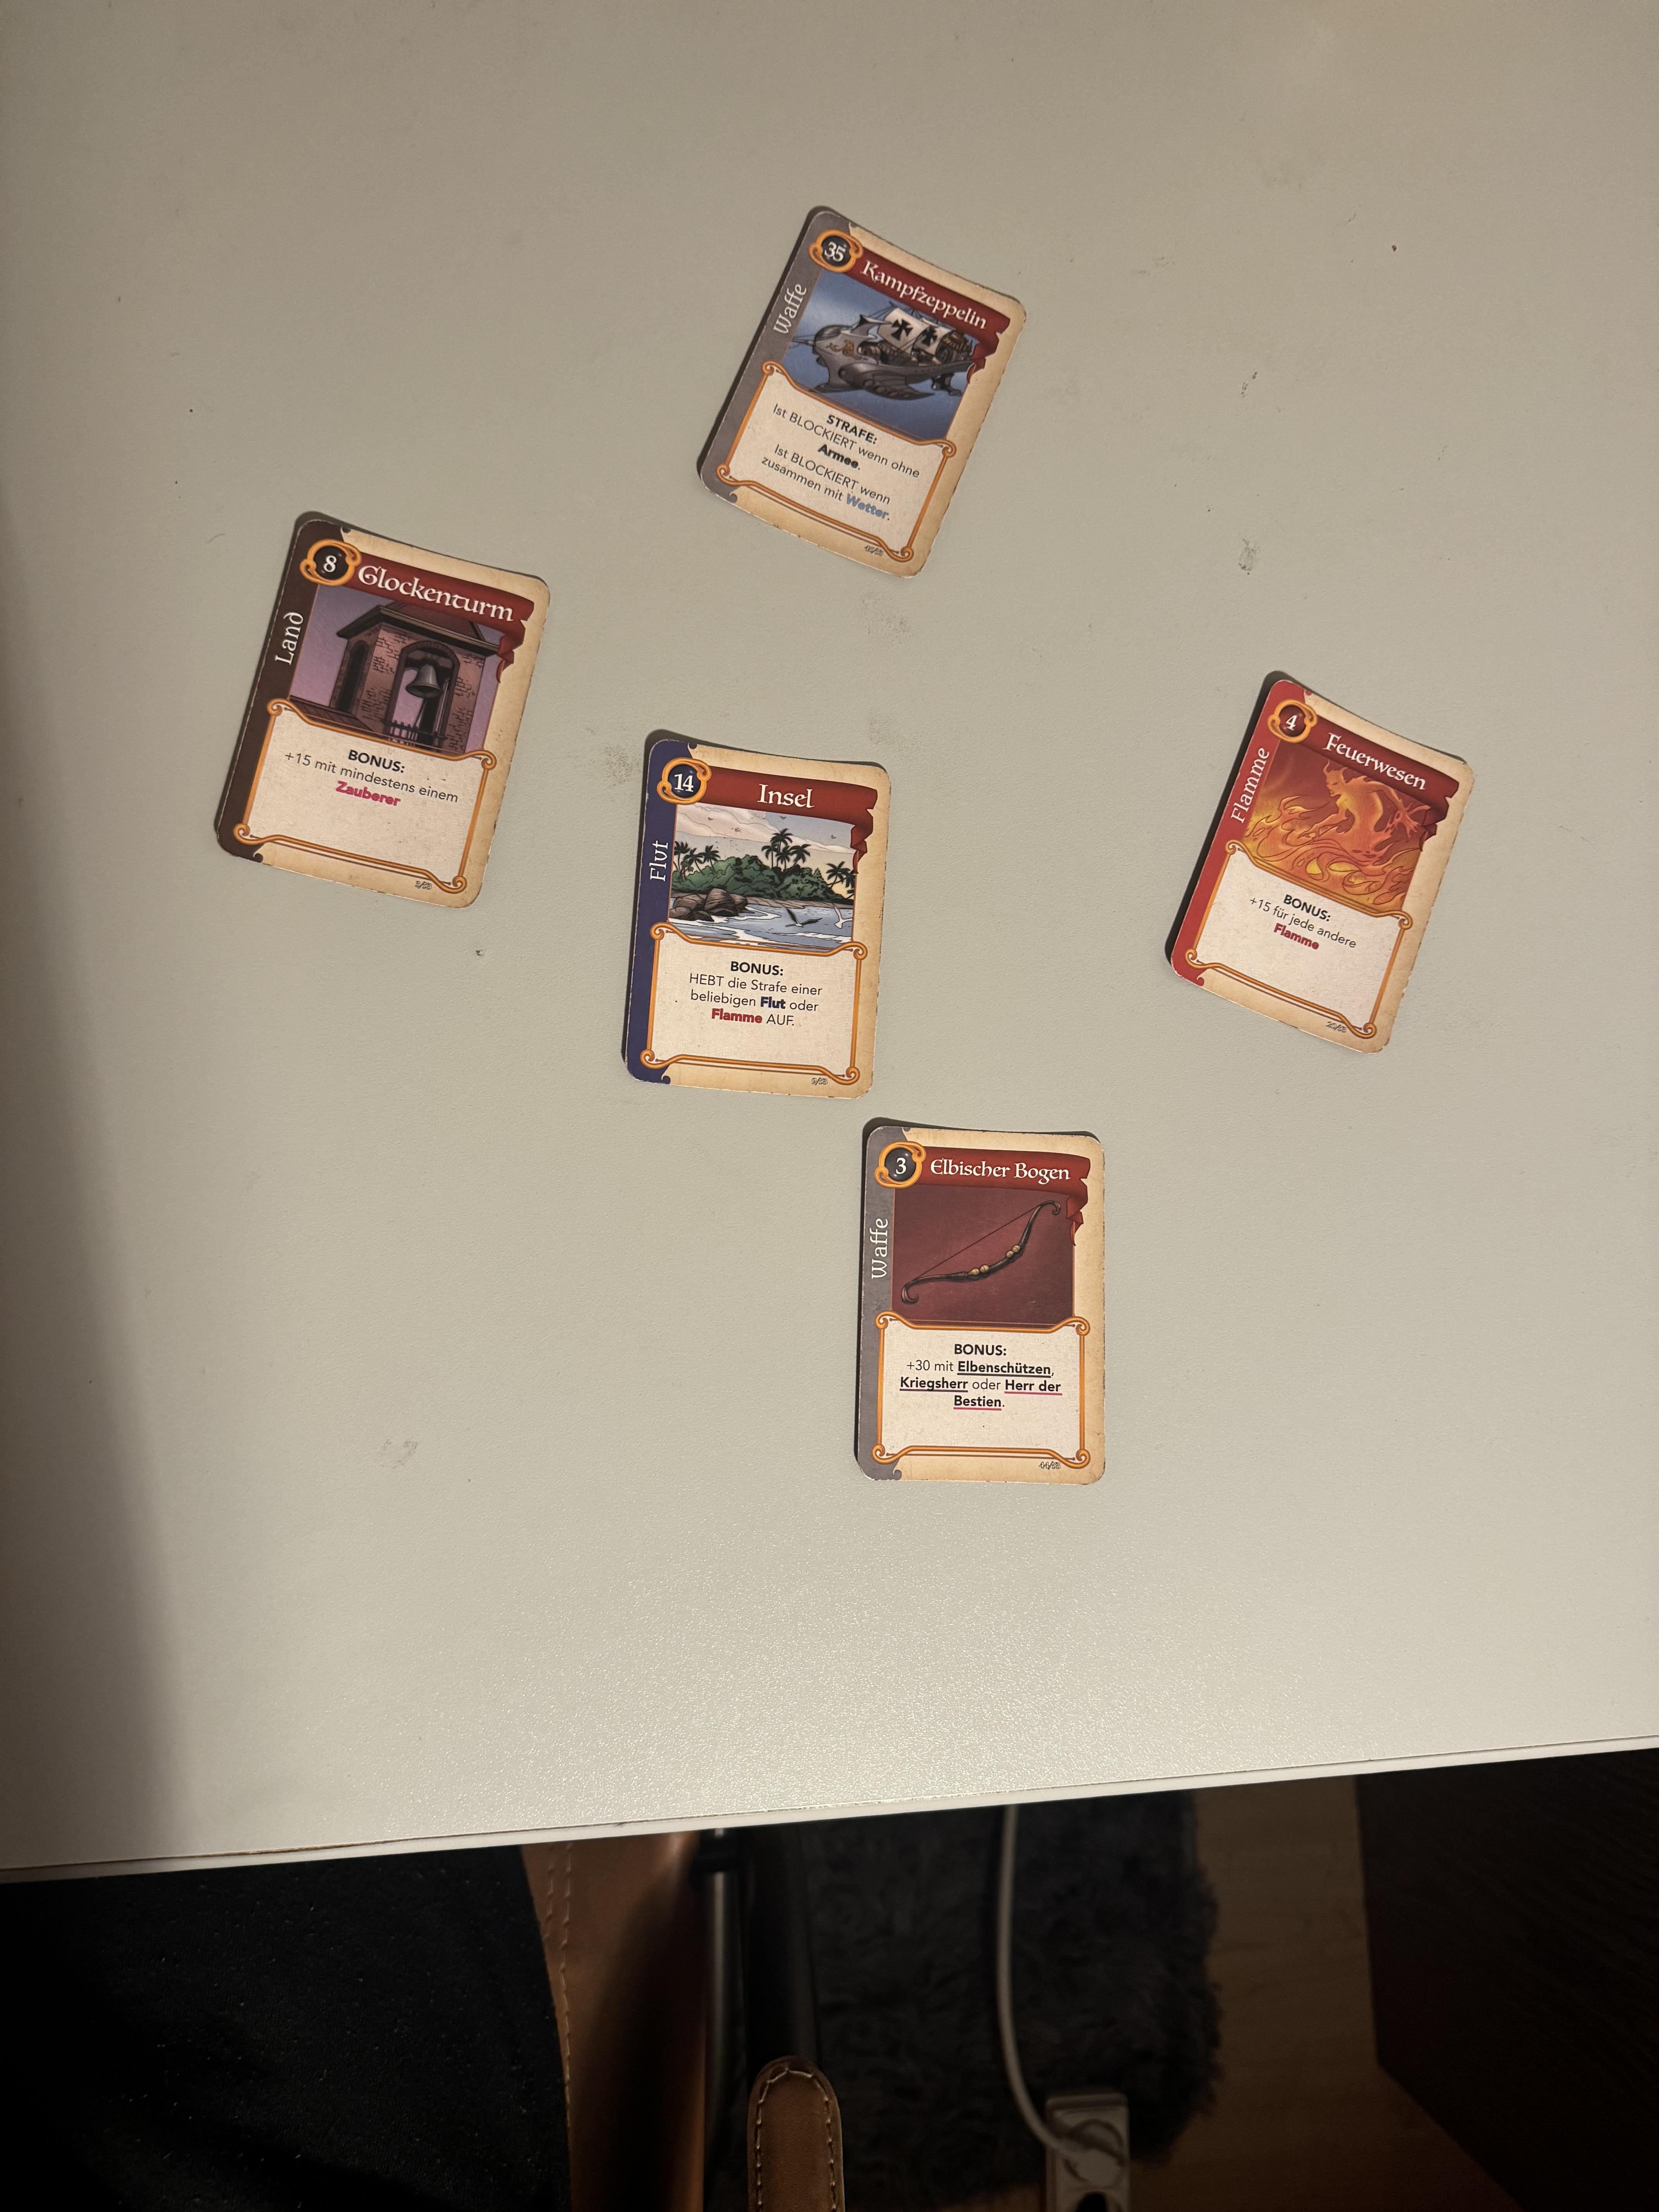 35
Kampfzeppelin
Waffe
STRAFE:
Ist BLOCKIERT wenn ohne
Armee.
Ist BLOCKIERT wenn
zusammen mit Wetter.
8
Glockenturm
Land
BONUS:
+15 mit mindestens einem
Zauberer
14
Insel
Flut
BONUS:
HEBT die Strafe einer
beliebigen Flut oder
Flamme AUF.
4
Feuerwesen
Flamme
BONUS:
+15 für jede andere
Flamme
3
Elbischer Bogen
Waffe
BONUS:
+30 mit Elbenschützen,
Kriegsherr oder Herr der
Bestien.